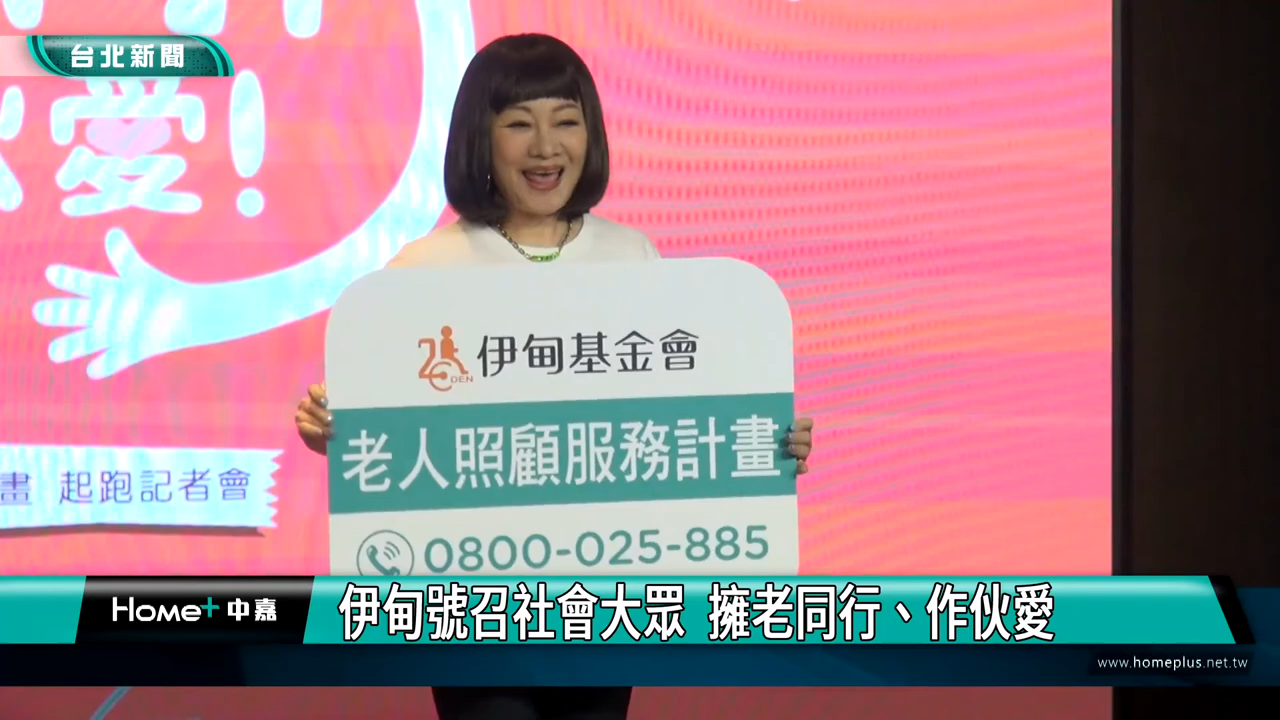 台北新聞
愛!
伊甸基金會
EDEN
老人照顧服務計畫
畫 起跑記者會
0800-025-885
Home+中嘉
伊甸號召社會大眾 擁老同行、作伙愛
www.homeplus.net.tw